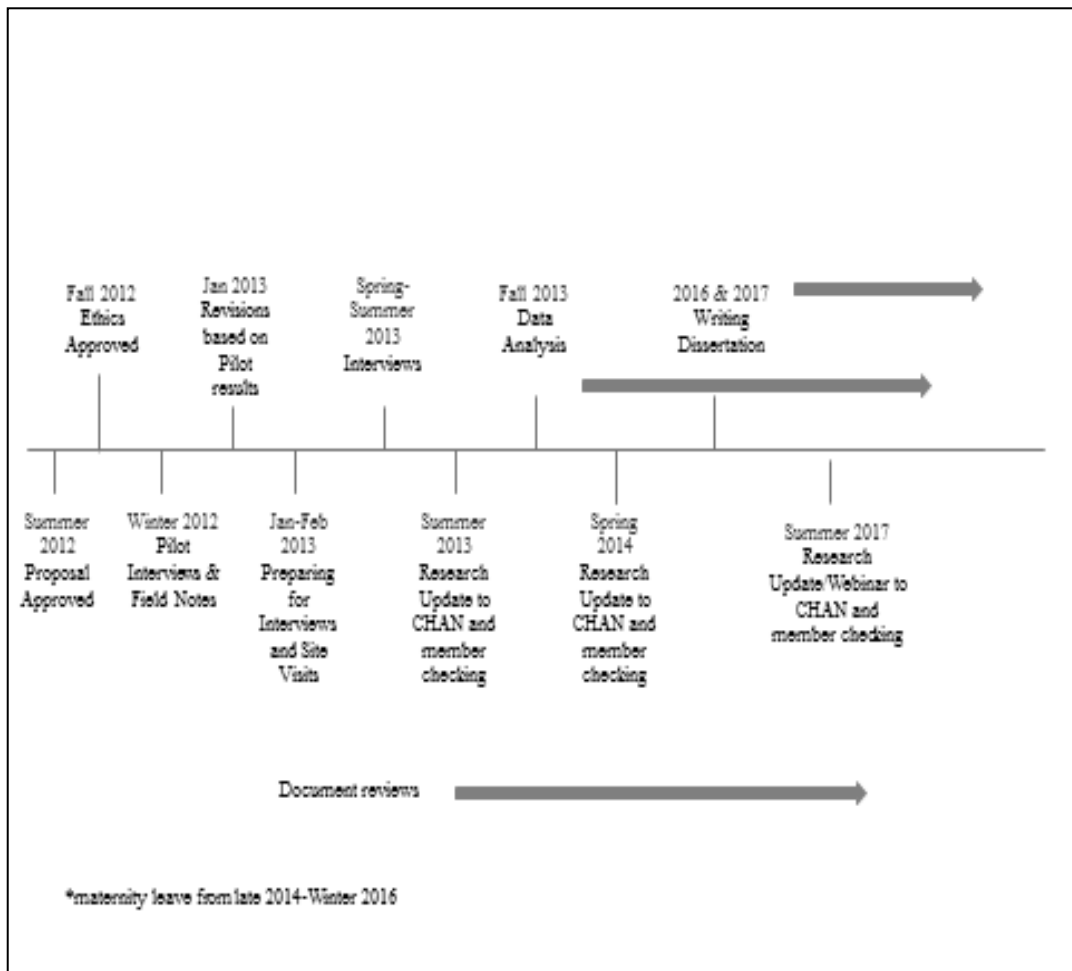 Fall 2012
Ethics
Approved
Jan 2013
Revisions
based on
Pilot
results
Spring-
Summer
2013
Interviews
Fall 2013
Data
Analysis
2016 & 2017
Writing
Dissertation
Summer
2012
Proposal
Approved
Winter 2012
Pilot
Interviews &
Field Notes
Jan-Feb
2013
Preparing
for
Interviews
and Site
Visits
Summer
2013
Research
Update to
CHAN and
member
checking
Spring
2014
Research
Update to
CHAN and
member
checking
Summer 2017
Research
Update/Webinar to
CHAN and
member checking
Document reviews
*maternity leave from late 2014-Winter 2016